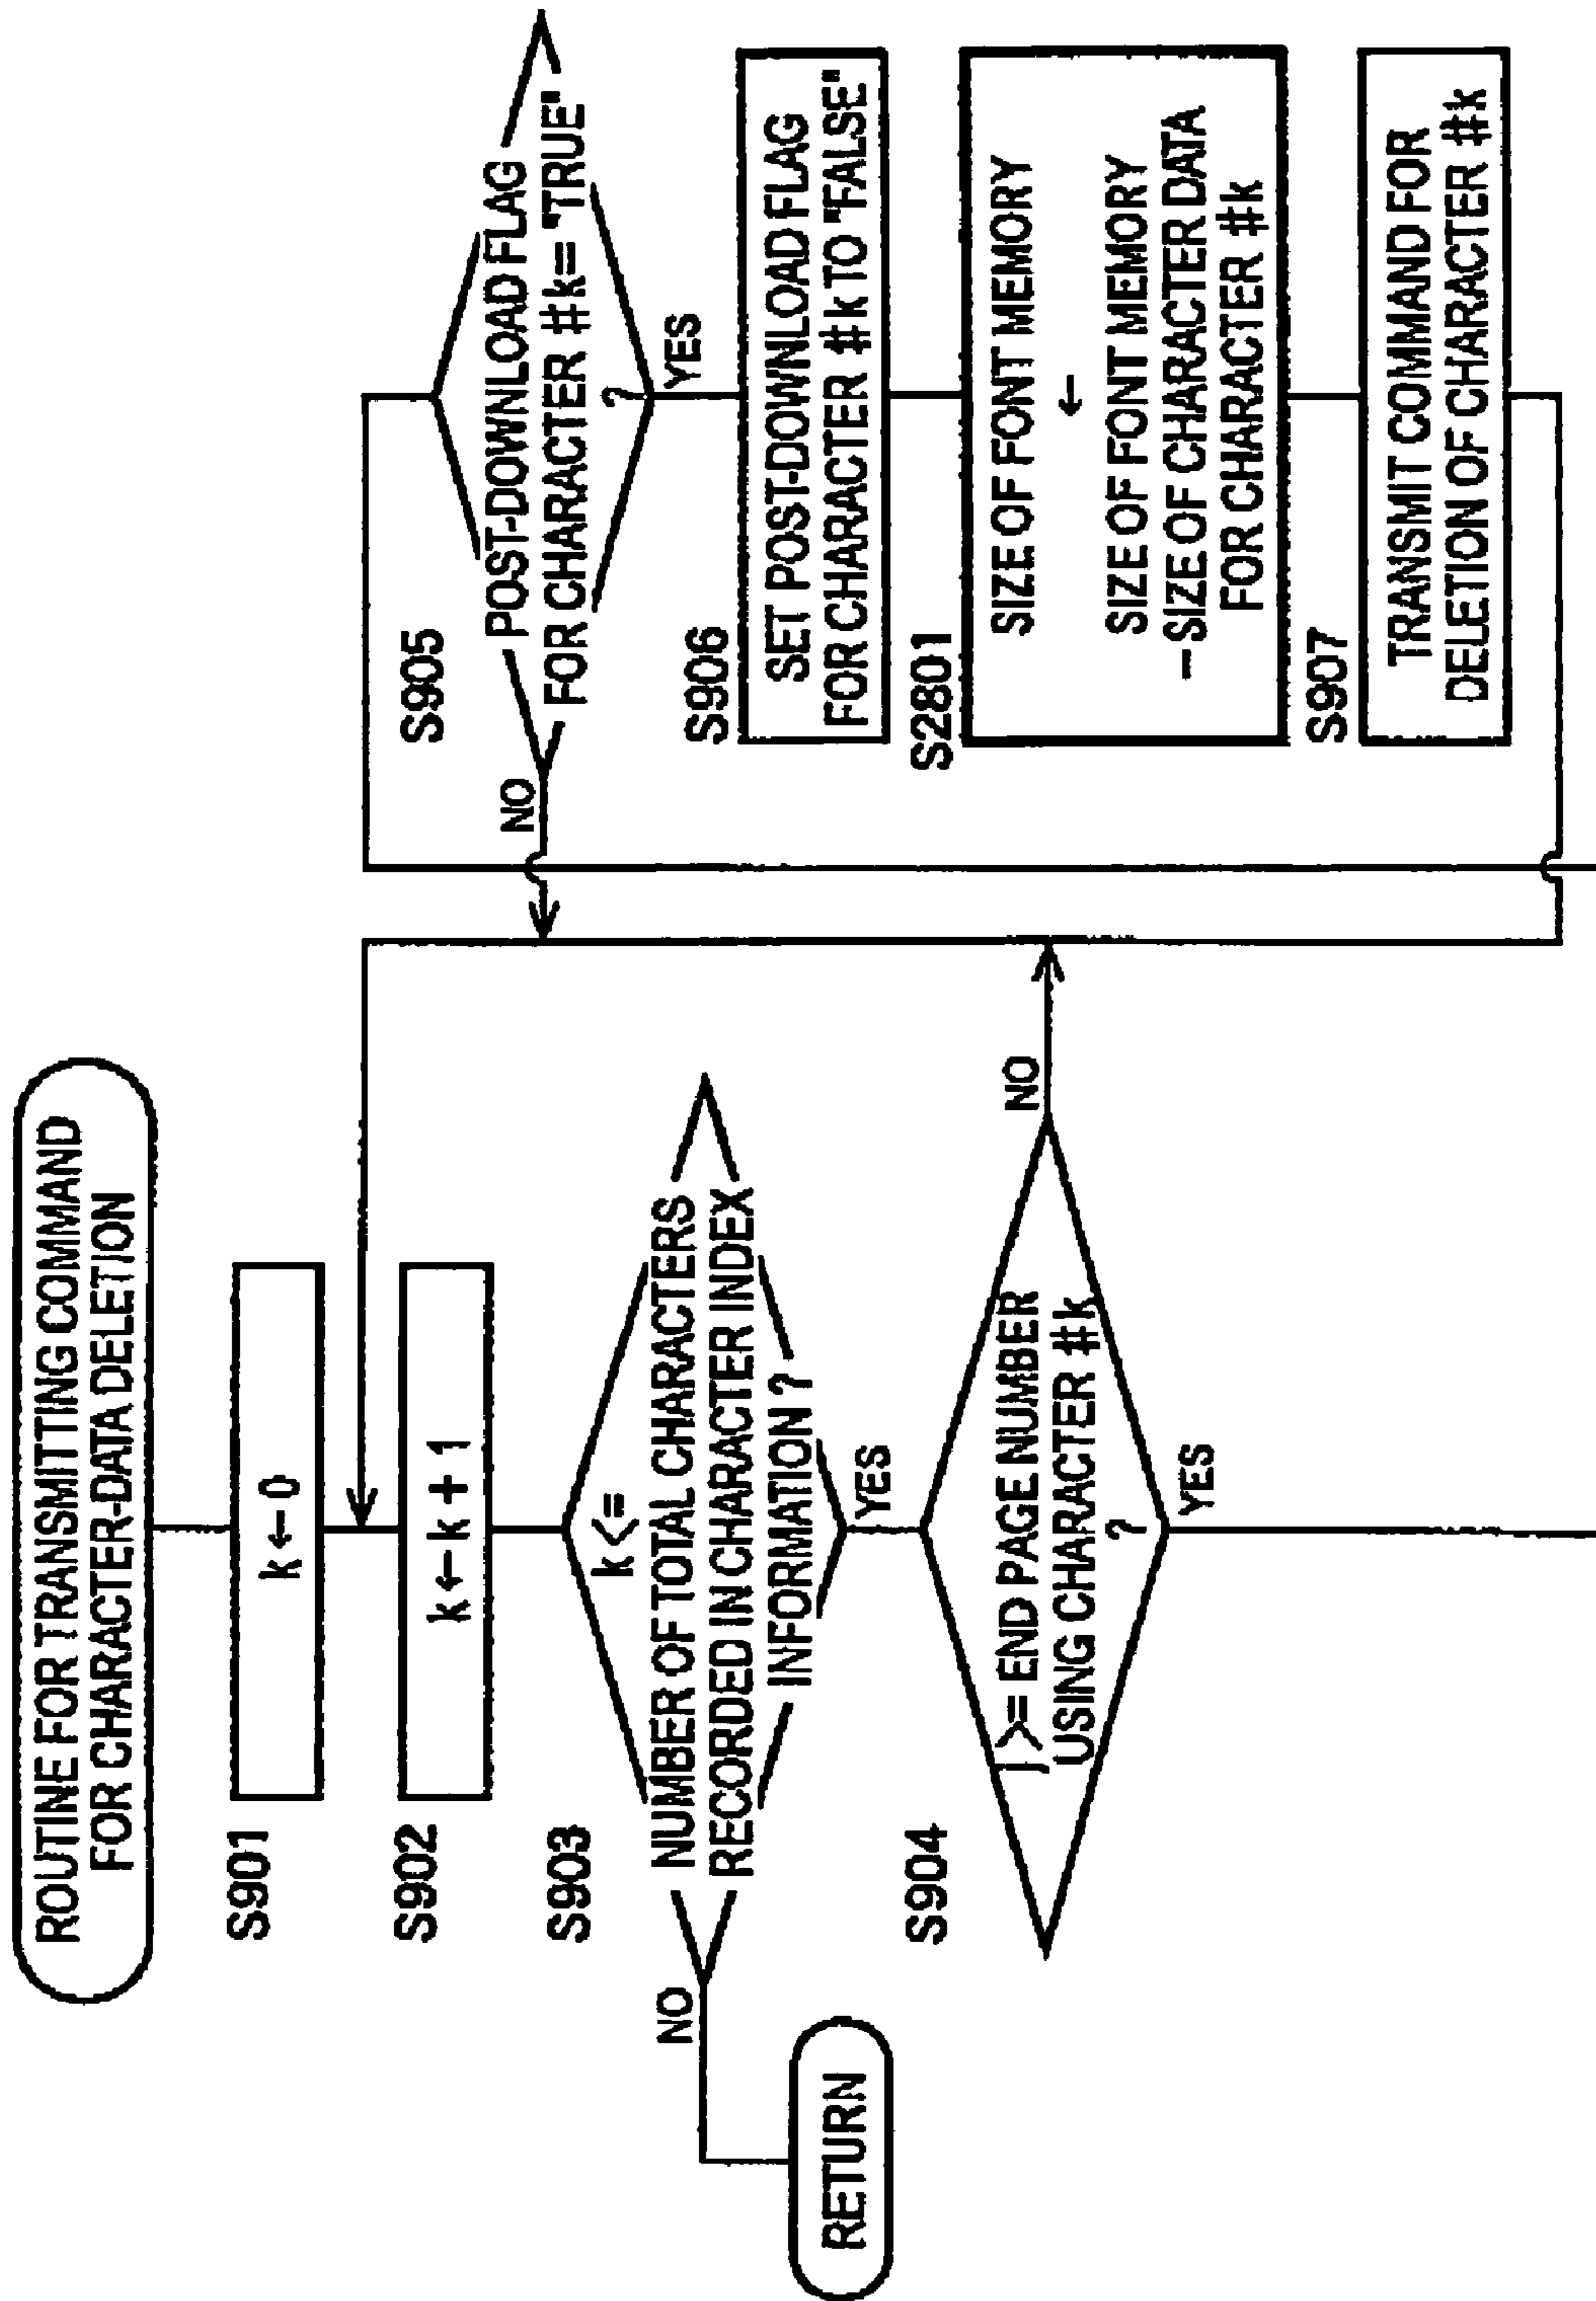 ROUTINE FOR TRANSMITTING COMMAND
FOR CHARACTER-DATA DELETION
S901
k←0
S902
k←k+1
S903
k<=
NUMBER OF TOTAL CHARACTERS
RECORDED IN CHARACTER INDEX
INFORMATION ?
NO
YES
RETURN
S904
j>= END PAGE NUMBER
USING CHARACTER #k
?
NO
YES
S905
POST-DOWNLOAD FLAG
FOR CHARACTER #k= "TRUE"
?
NO
YES
S906
SET POST-DOWNLOAD FLAG
FOR CHARACTER #k TO "FALSE"
S2801
SIZE OF FONT MEMORY
←
SIZE OF FONT MEMORY
-SIZE OF CHARACTER DATA
FOR CHARACTER #k
S907
TRANSMIT COMMAND FOR
DELETION OF CHARACTER #k